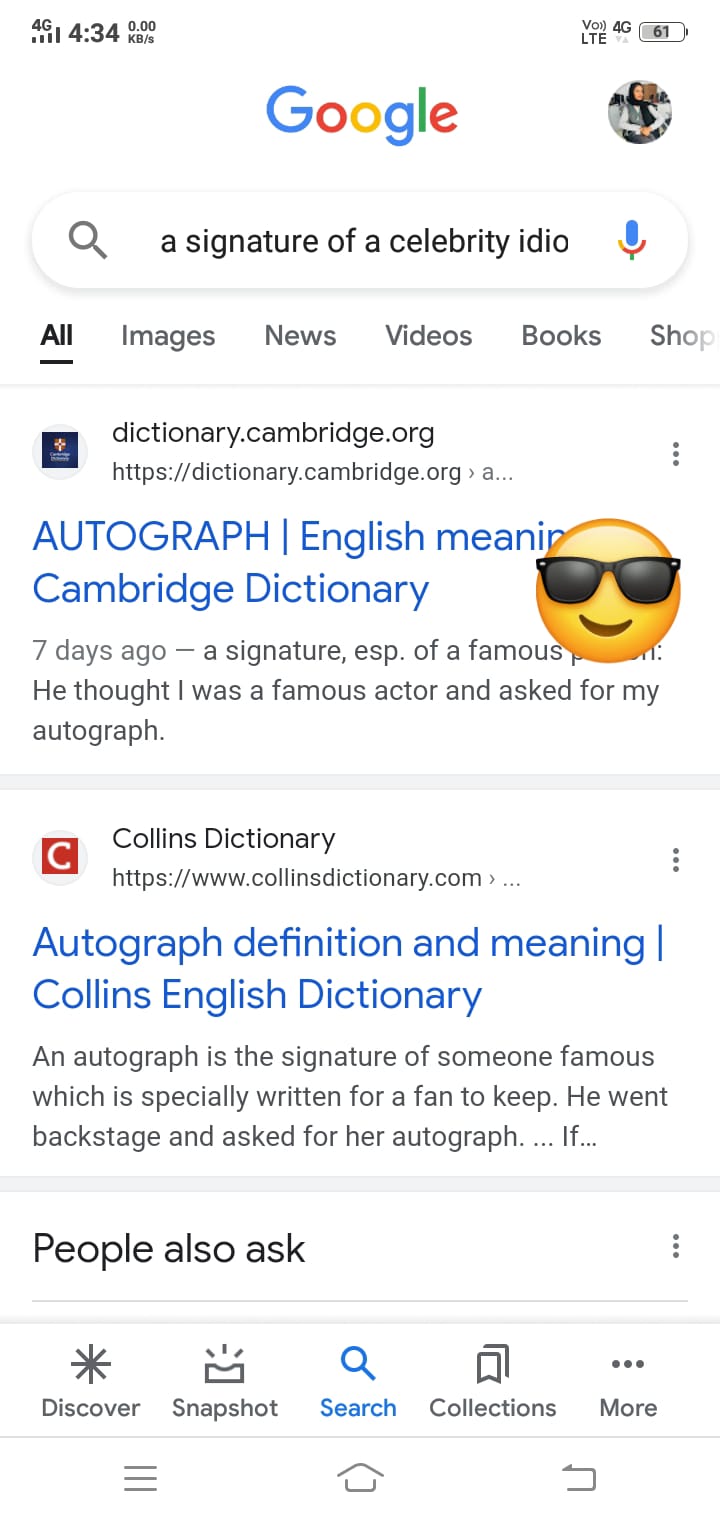 4G 4:34 0.00 KB/s Vo)) LTE 4G 61
Google
a signature of a celebrity idio
All Images News Videos Books Shop
dictionary.cambridge.org
https://dictionary.cambridge.org › a...
AUTOGRAPH | English meanin
Cambridge Dictionary
7 days ago — a signature, esp. of a famous
He thought I was a famous actor and asked for my
autograph.
Collins Dictionary
https://www.collinsdictionary.com › ...
Autograph definition and meaning |
Collins English Dictionary
An autograph is the signature of someone famous
which is specially written for a fan to keep. He went
backstage and asked for her autograph. ... If...
People also ask
Discover Snapshot Search Collections More